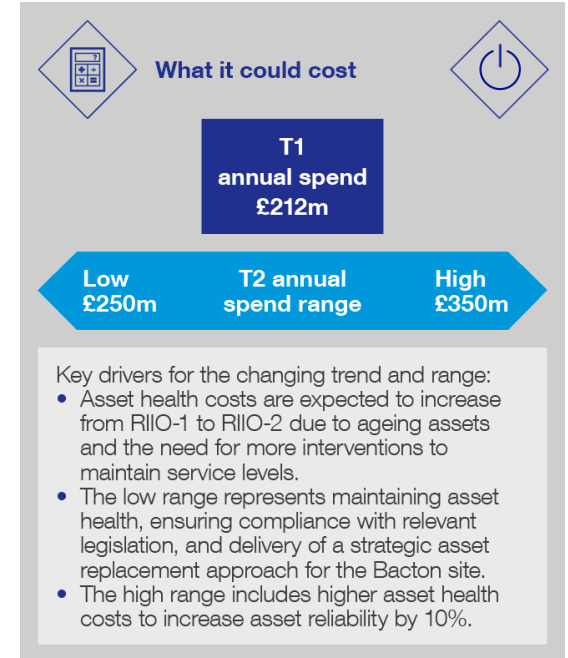 What it could cost
T1
annual spend
£212m
Low T2 annual High
£250m spend range £350m
Key drivers for the changing trend and range:
• Asset health costs are expected to increase
from RIIO-1 to RIIO-2 due to ageing assets
and the need for more interventions to
maintain service levels.
• The low range represents maintaining asset
health, ensuring compliance with relevant
legislation, and delivery of a strategic asset
replacement approach for the Bacton site.
• The high range includes higher asset health
costs to increase asset reliability by 10%.